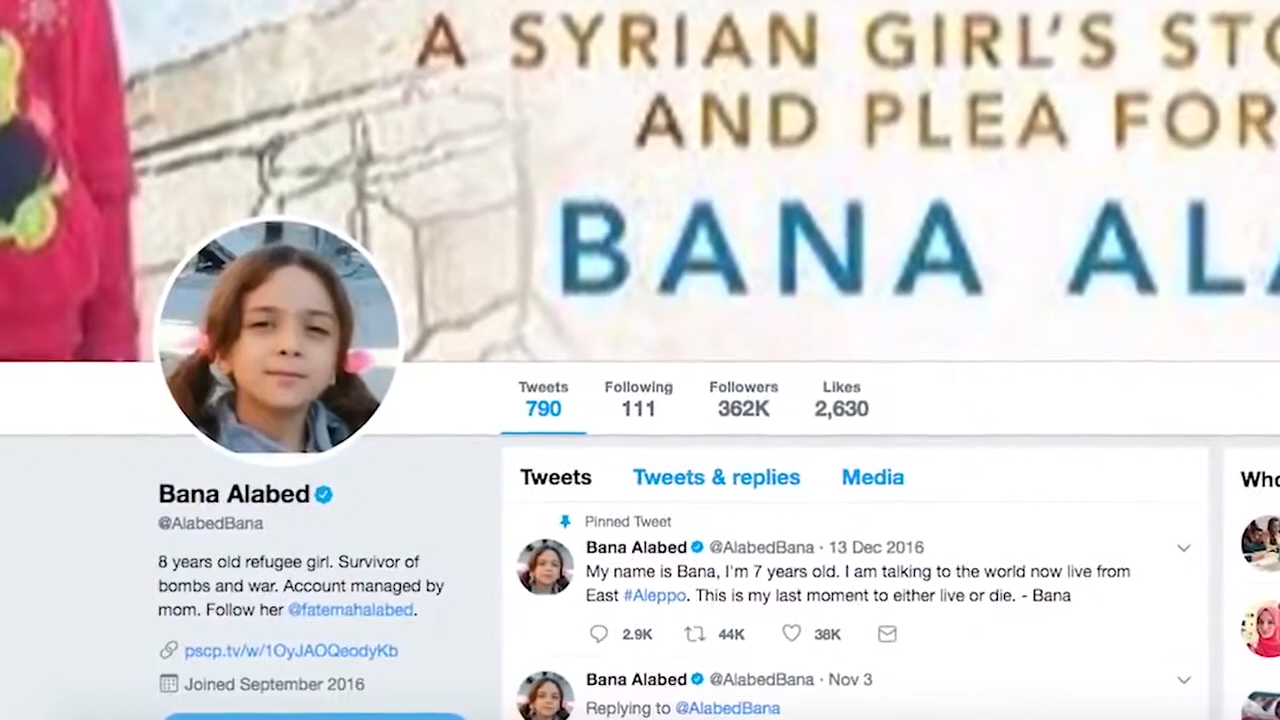 A SYRIAN GIRL'S
AND PLEA FOR
BANA
Tweets Following Followers Likes
790 111 362K 2,630
Tweets Tweets & replies Media
Pinned Tweet
Bana Alabed @AlabedBana · 13 Dec 2016
My name is Bana, I'm 7 years old. I am talking to the world now live from
East #Aleppo. This is my last moment to either live or die. - Bana
2.9K 44K 38K
Bana Alabed @AlabedBana · Nov 3
Replying to @AlabedBana
Bana Alabed
@AlabedBana
8 years old refugee girl. Survivor of
bombs and war. Account managed by
mom. Follow her @fatemahalabed.
pscp.tv/w/1OyJAOQeodyKb
Joined September 2016